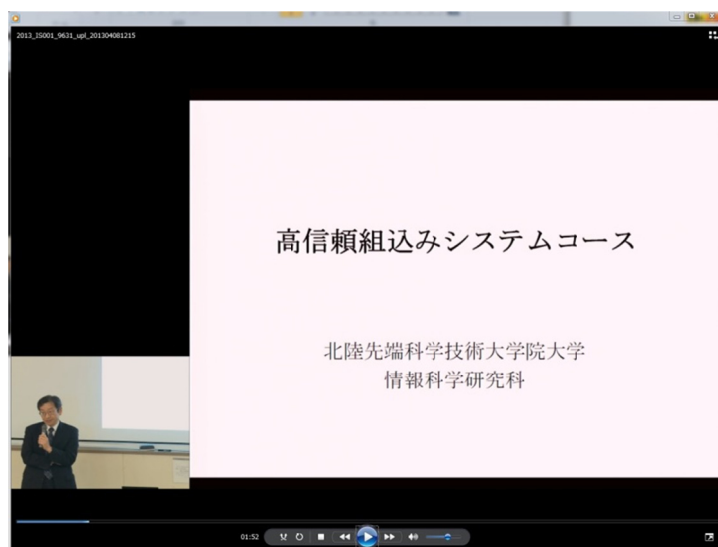 2013_IS001_9631_upl_201304081215
高信頼組込みシステムコース
北陸先端科学技術大学院大学
情報科学研究科
01:52